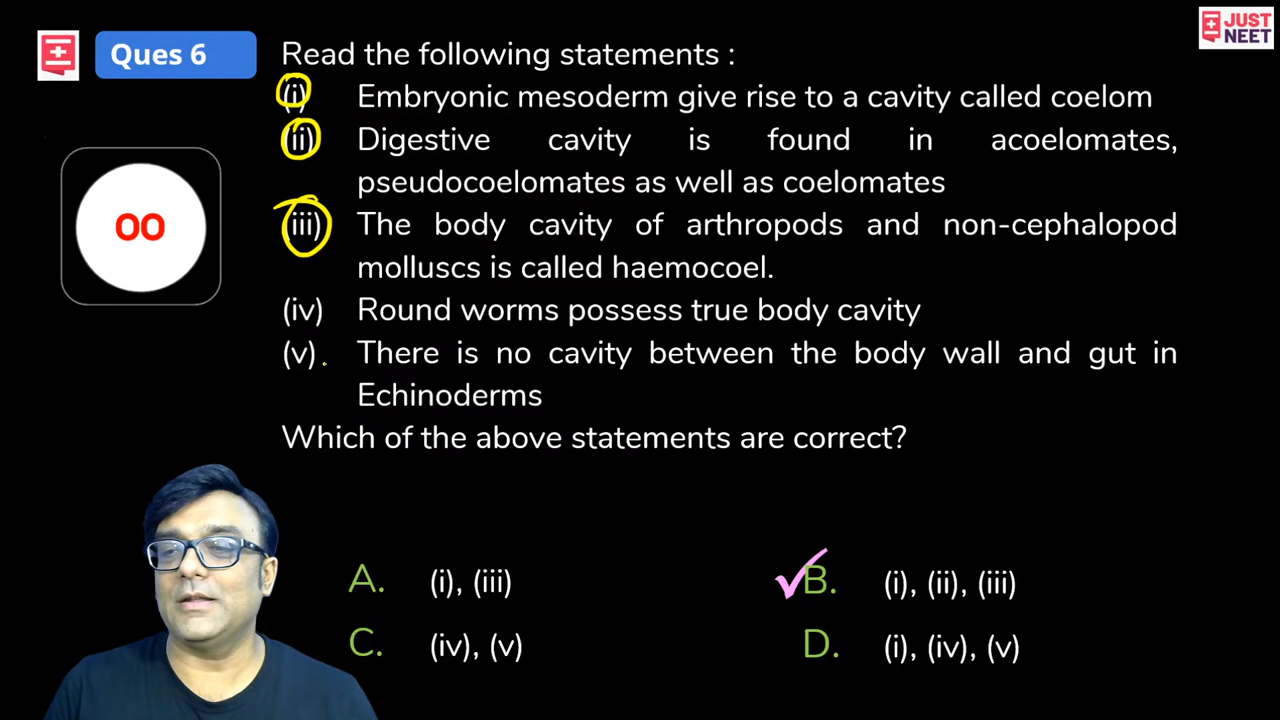 JUST
NEET
Ques 6
Read the following statements :
(i) Embryonic mesoderm give rise to a cavity called coelom
(ii) Digestive cavity is found in acoelomates,
pseudocoelomates as well as coelomates
(iii) The body cavity of arthropods and non-cephalopod
molluscs is called haemocoel.
(iv) Round worms possess true body cavity
(v) There is no cavity between the body wall and gut in
Echinoderms
00
Which of the above statements are correct?
A. (i), (iii)
B. (i), (ii), (iii)
C. (iv), (v)
D. (i), (iv), (v)